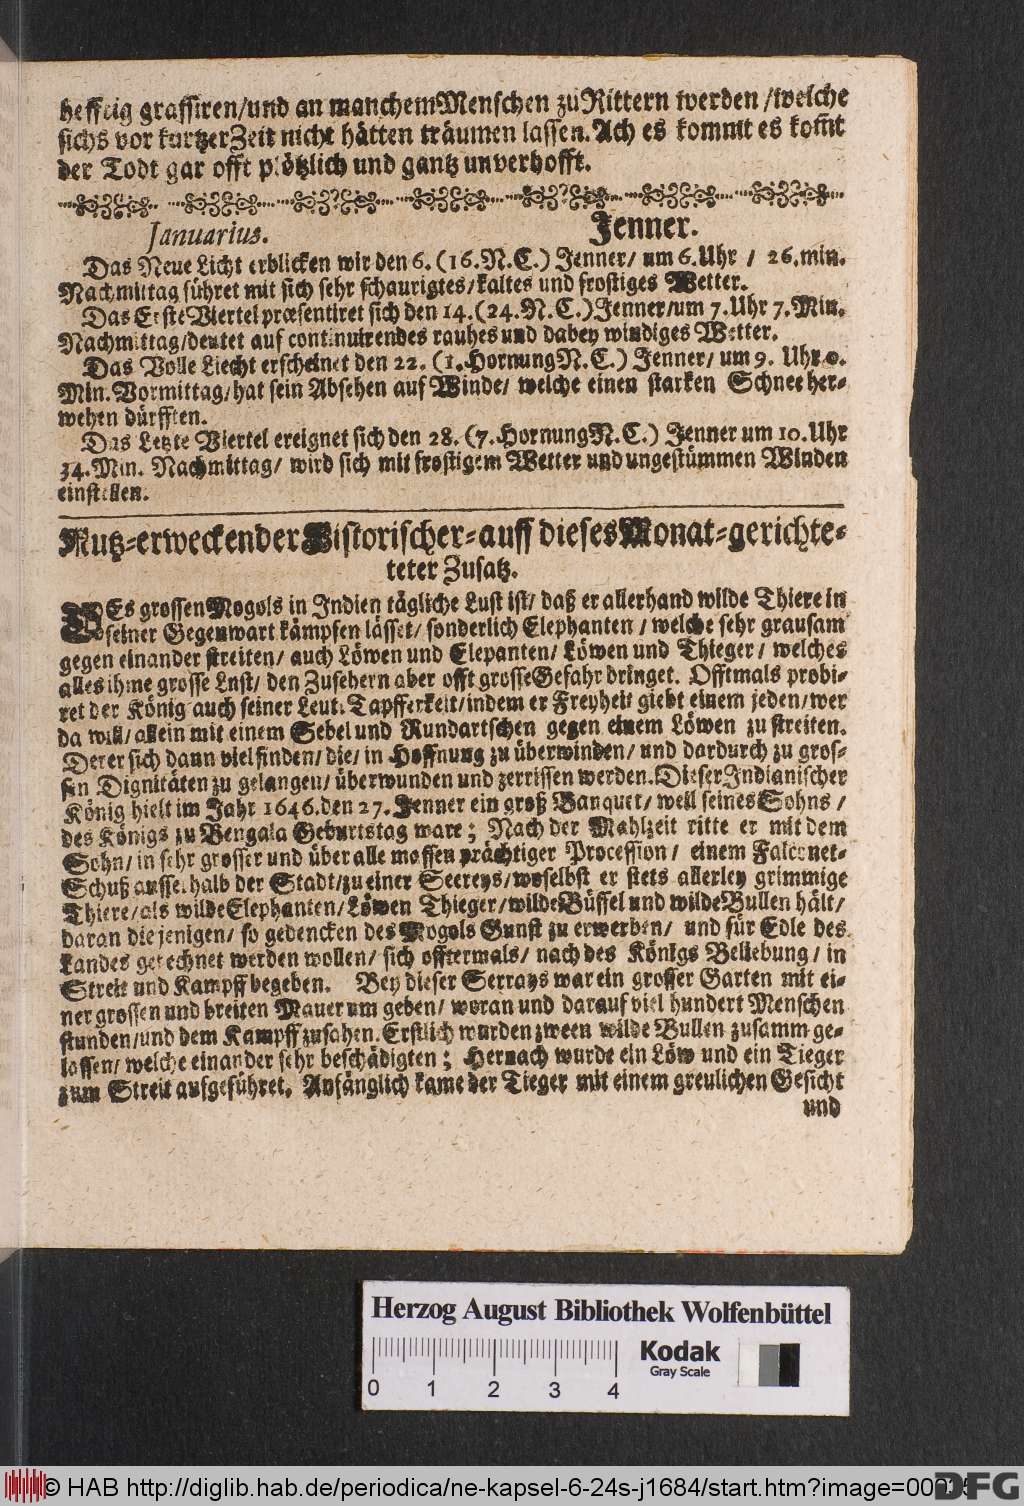 hefftig grassiren/und an manchem Menschen zu Rittern werden /welche
sichs vor kurtzer Zeit nicht hätten träumen lassen. Ach es kommt es kom̃t
der Todt gar offt plötzlich und gantz unverhofft.
Januarius. Jenner.
Das Neue Licht erblicken wir den 6. (16. N. C.) Jenner/ um 6. Uhr / 26. min.
Nachmittag führet mit sich sehr schaurigtes/kaltes und frostiges Wetter.
Das Erste Viertel præsentiret sich den 14. (24. N. C.) Jenner/um 7. Uhr 7. Min.
Nachmittag/deutet auf continuirendes rauhes und dabey windiges Wetter.
Das Volle Liecht erscheinet den 22. (1. Hornung N. C.) Jenner/ um 9. Uhr 0.
Min. Vormittag/hat sein Absehen auf Winde/ welche einen starken Schnee her-
wehen dürfften.
Das Letzte Viertel ereignet sich den 28. (7. Hornung N. C.) Jenner um 10. Uhr
34. Min. Nachmittag/ wird sich mit frostigem Wetter und ungestümmen Winden
einstellen.
Nutz-erweckender Historischer-auff dieses Monat-gerichte-
teter Zusatz.
DEs grossen Mogols in Indien tägliche Lust ist/ daß er allerhand wilde Thiere in
seiner Gegenwart kämpfen lässet/ sonderlich Elephanten / welche sehr grausam
gegen einander streiten/ auch Löwen und Elepanten/ Löwen und Thieger / welches
alles ihme grosse Lust/ den Zusehern aber offt grosse Gefahr bringet. Offtmals probi-
ret der König auch seiner Leute Tapfferkeit/indem er Freyheit giebt einem jeden/wer
da will/allein mit einem Sebel und Rundartschen gegen einem Löwen zu streiten.
Derer sich dann viel finden/ die/ in Hoffnung zu überwinden/ und dardurch zu gros-
sen Dignitäten zu gelangen/ überwunden und zerrissen werden. Dieser Indianischer
König hielt im Jahr 1646. den 27. Jenner ein groß Banquet/ weil seines Sohns /
des Königs zu Bengala Geburtstag ware; Nach der Mahlzeit ritte er mit dem
Sohn/ in sehr grosser und über alle massen prächtiger Procession/ einem Falconet-
Schuß ausserhalb der Stadt/zu einer Seereys/woselbst er stets allerley grimmige
Thiere/als wilde Elephanten/Löwen Thieger/wilde Büffel und wilde Bullen hält/
daran diejenigen/ so gedencken des Mogols Gunst zu erwerben/ und für Edle des
Landes gerechnet werden wollen/ sich offtermals/ nach des Königs Beliebung/ in
Streit und Kampff begeben. Bey dieser Serrays war ein grosser Garten mit ei-
ner grossen und breiten Mauer umgeben/ woran und darauf viel hundert Menschen
stunden/und dem Kampff zusahen. Erstlich wurden zween wilde Bullen zusamm ge-
lassen/ welche einander sehr beschädigten; Hernach wurde ein Löw und ein Tieger
zum Streit aufgeführet. Anfänglich kame der Tieger mit einem greulichen Gesicht
und
Herzog August Bibliothek Wolfenbüttel
Kodak
Gray Scale
0 1 2 3 4
© HAB http://diglib.hab.de/periodica/ne-kapsel-6-24s-j1684/start.htm?image=00015
DFG